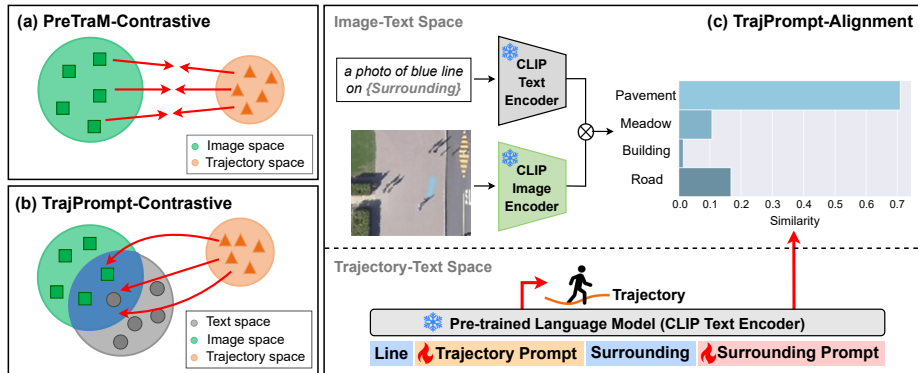 (a) PreTraM-Contrastive
Image space
Trajectory space
(b) TrajPrompt-Contrastive
Text space
Image space
Trajectory space
Image-Text Space
(c) TrajPrompt-Alignment
a photo of blue line
on {Surrounding}
CLIP
Text
Encoder
CLIP
Image
Encoder
Pavement
Meadow
Building
Road
0.0 0.1 0.2 0.3 0.4 0.5 0.6 0.7
Similarity
Trajectory-Text Space
Trajectory
Pre-trained Language Model (CLIP Text Encoder)
Line Trajectory Prompt Surrounding Surrounding Prompt